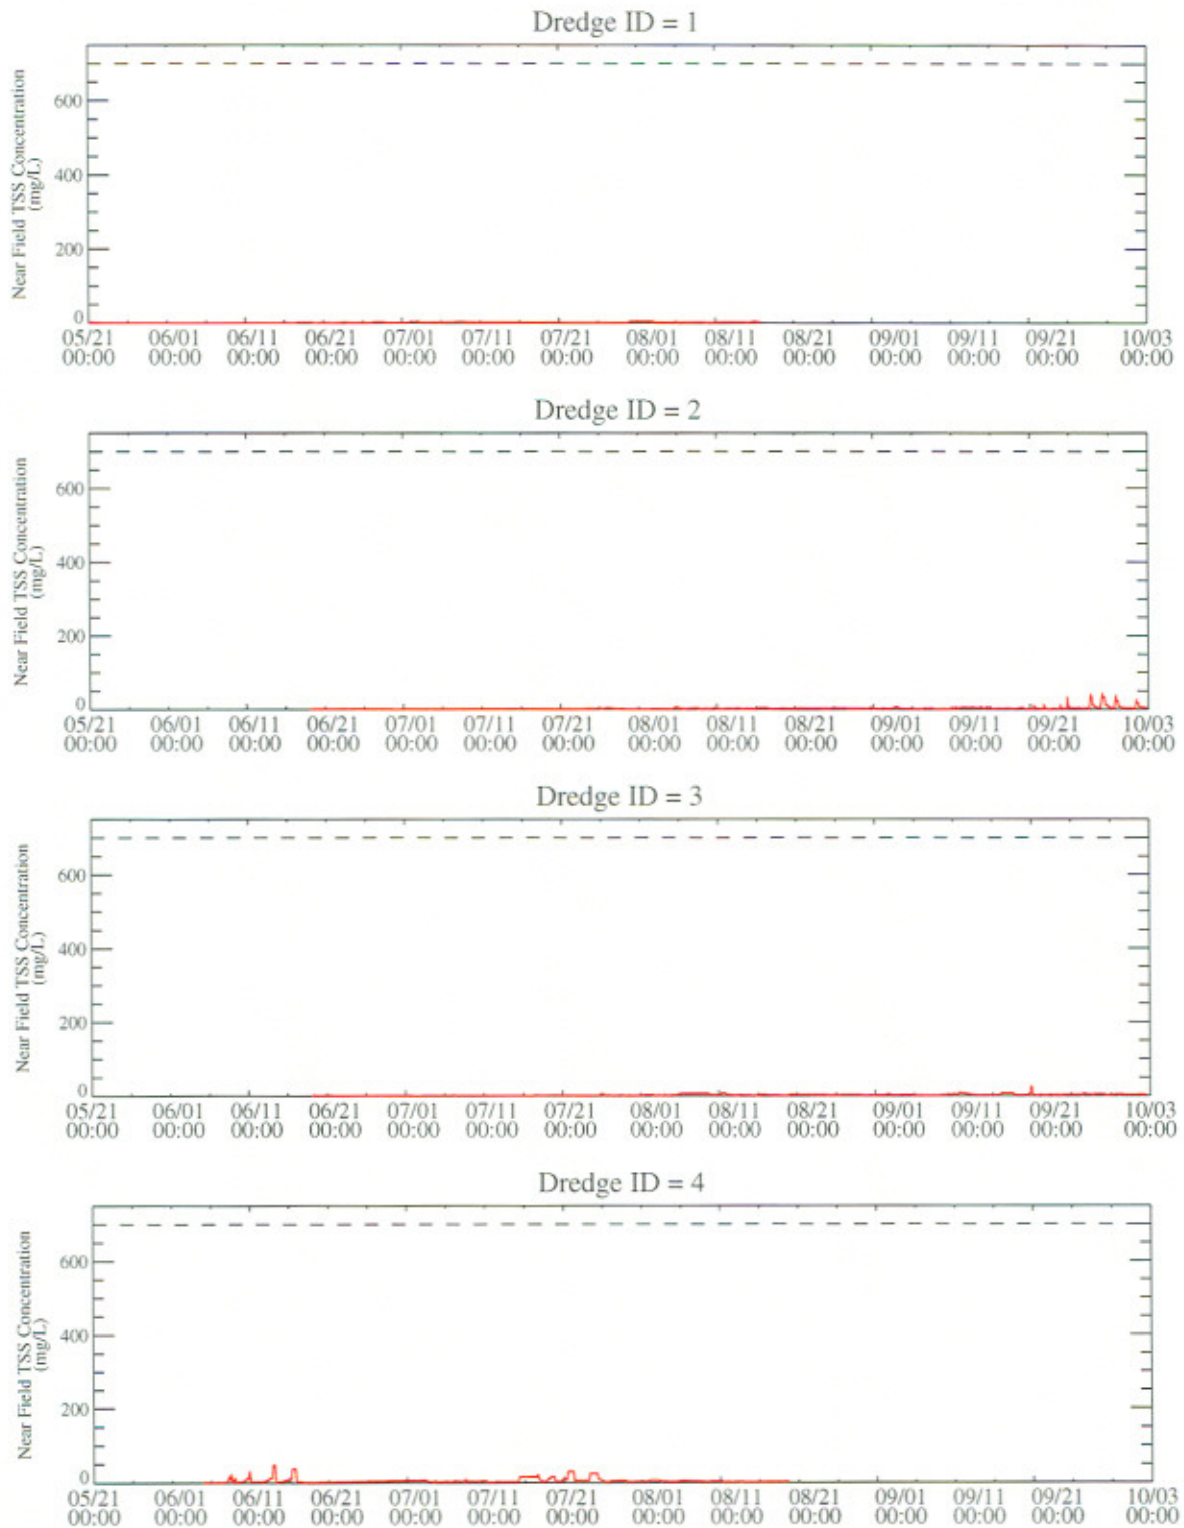 Dredge ID = 1
Near Field TSS Concentration
(mg/L)
600
400
200
0
05/21 06/01 06/11 06/21 07/01 07/11 07/21 08/01 08/11 08/21 09/01 09/11 09/21 10/03
00:00 00:00 00:00 00:00 00:00 00:00 00:00 00:00 00:00 00:00 00:00 00:00 00:00 00:00
Dredge ID = 2
Near Field TSS Concentration
(mg/L)
600
400
200
0
05/21 06/01 06/11 06/21 07/01 07/11 07/21 08/01 08/11 08/21 09/01 09/11 09/21 10/03
00:00 00:00 00:00 00:00 00:00 00:00 00:00 00:00 00:00 00:00 00:00 00:00 00:00 00:00
Dredge ID = 3
Near Field TSS Concentration
(mg/L)
600
400
200
0
05/21 06/01 06/11 06/21 07/01 07/11 07/21 08/01 08/11 08/21 09/01 09/11 09/21 10/03
00:00 00:00 00:00 00:00 00:00 00:00 00:00 00:00 00:00 00:00 00:00 00:00 00:00 00:00
Dredge ID = 4
Near Field TSS Concentration
(mg/L)
600
400
200
0
05/21 06/01 06/11 06/21 07/01 07/11 07/21 08/01 08/11 08/21 09/01 09/11 09/21 10/03
00:00 00:00 00:00 00:00 00:00 00:00 00:00 00:00 00:00 00:00 00:00 00:00 00:00 00:00